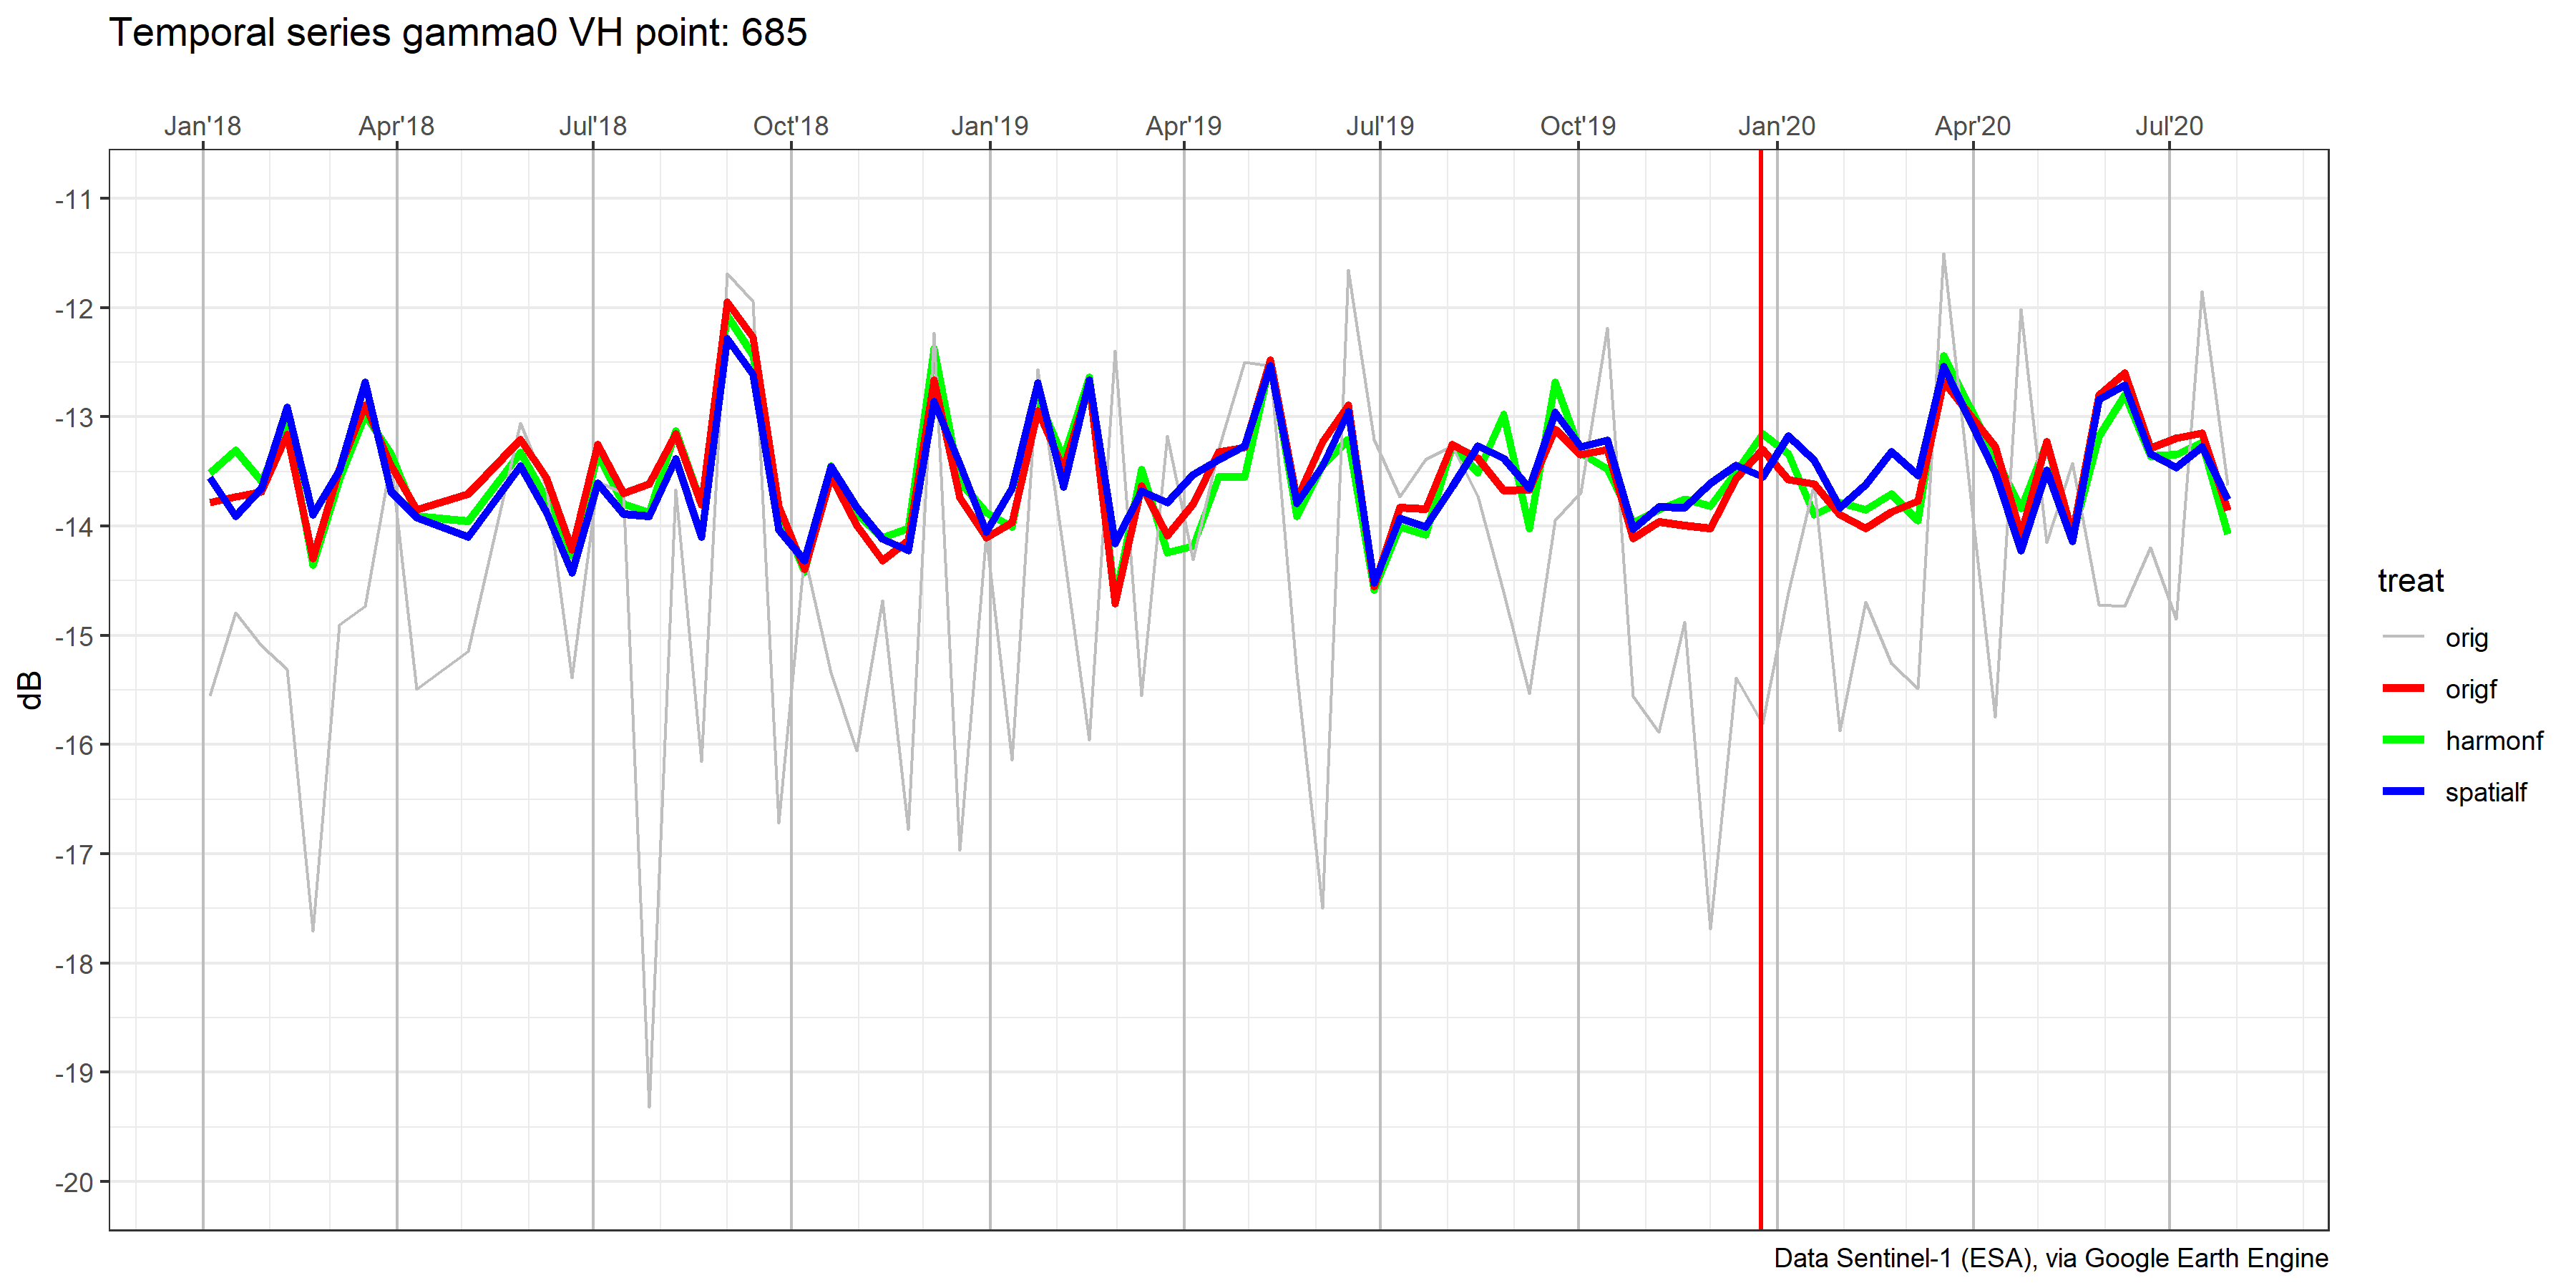 Temporal series gamma0 VH point: 685
Jan'18 Apr'18 Jul'18 Oct'18 Jan'19 Apr'19 Jul'19 Oct'19 Jan'20 Apr'20 Jul'20
-11
-12
-13
-14
-15
-16
-17
-18
-19
-20
dB
treat
orig
origf
harmonf
spatialf
Data Sentinel-1 (ESA), via Google Earth Engine